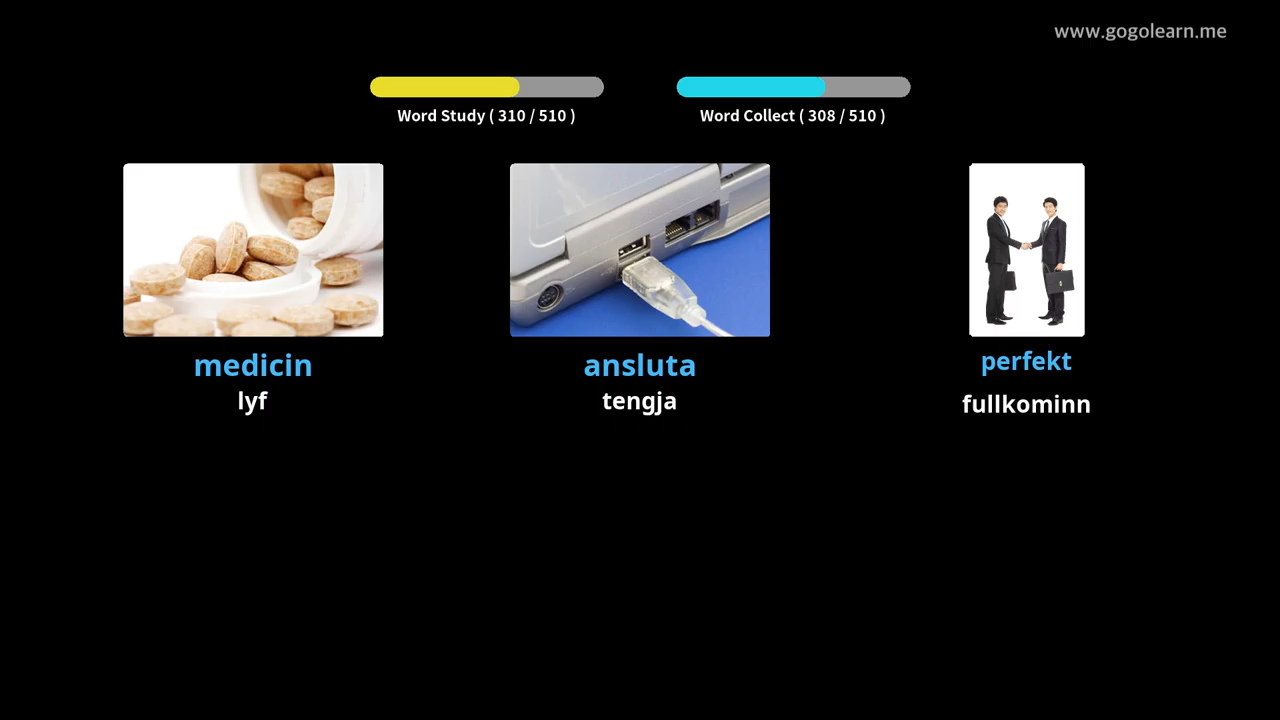 www.gogolearn.me
Word Study ( 310 / 510 )
Word Collect ( 308 / 510 )
medicin
lyf
ansluta
tengja
perfekt
fullkominn